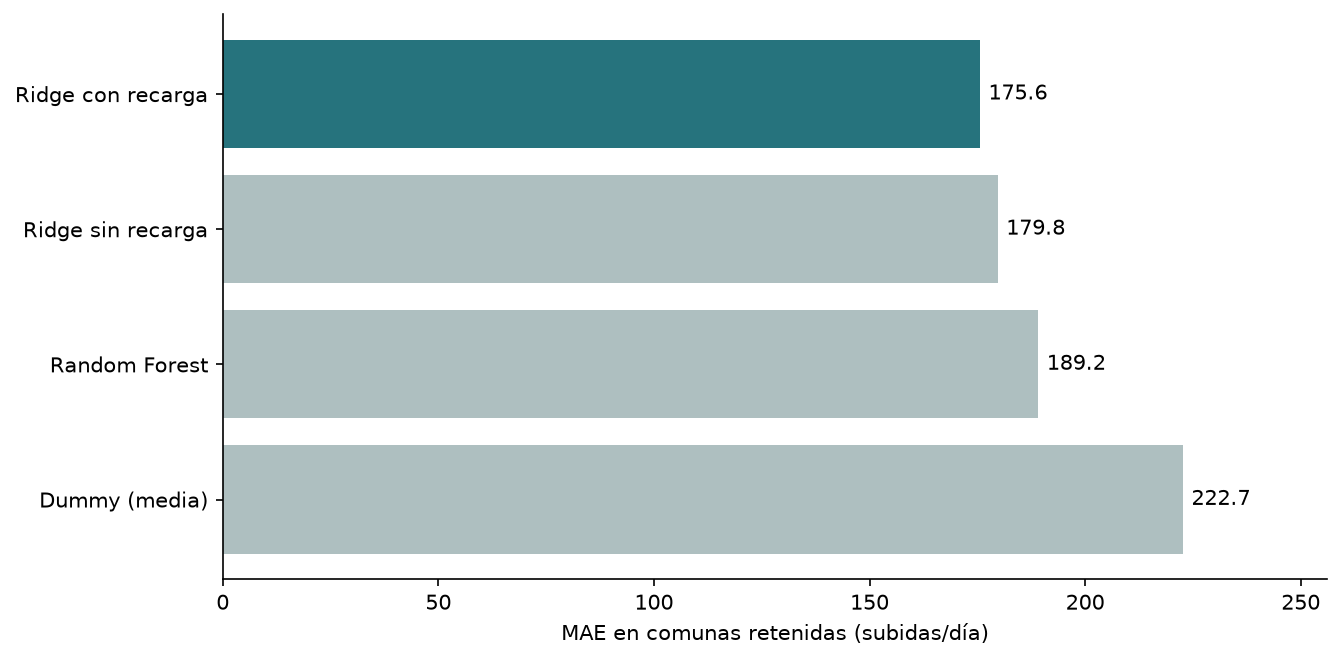 Ridge con recarga 175.6
Ridge sin recarga 179.8
Random Forest 189.2
Dummy (media) 222.7
0 50 100 150 200 250
MAE en comunas retenidas (subidas/día)